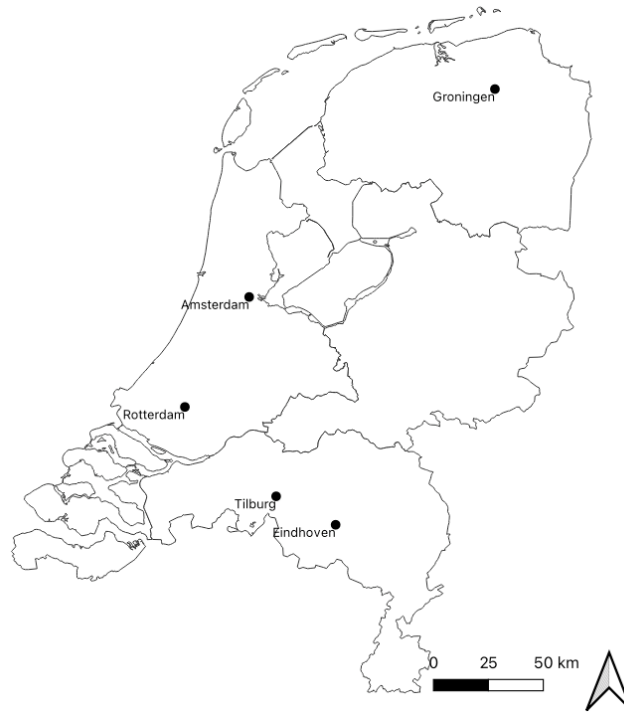 Groningen
Amsterdam
Rotterdam
Tilburg
Eindhoven
0 25 50 km